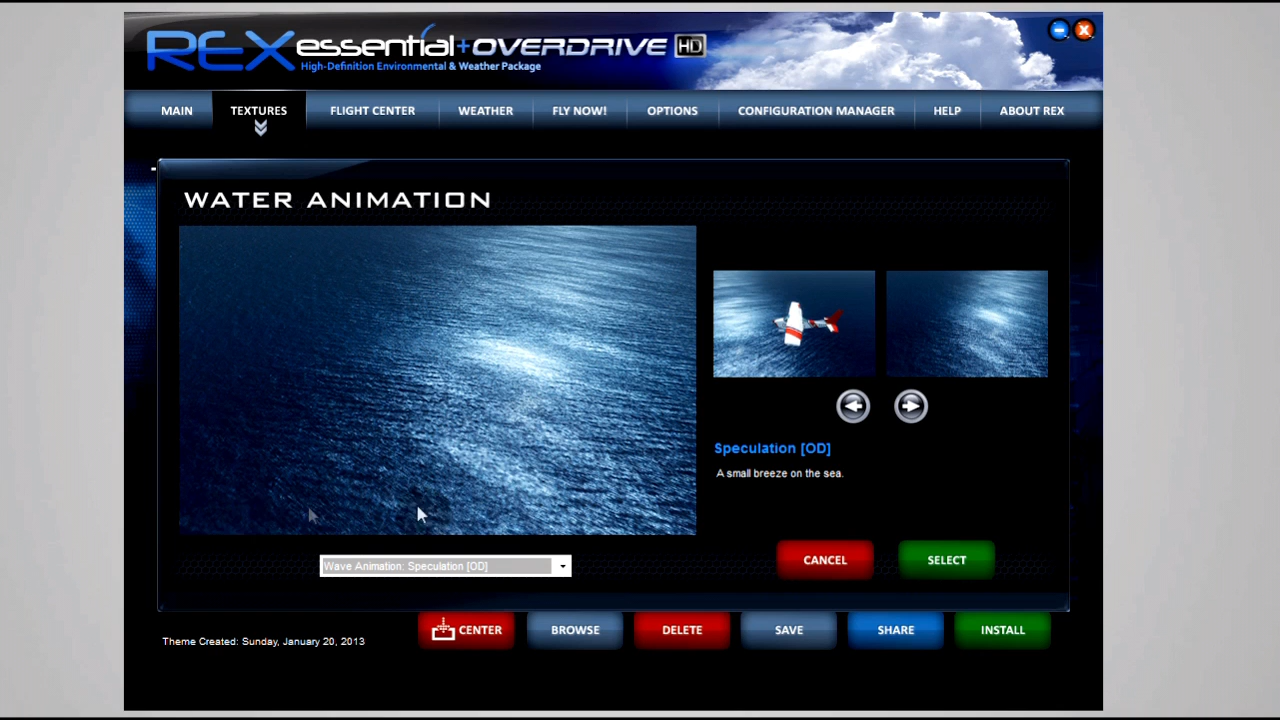 REX essential+OVERDRIVE HD
High-Definition Environmental & Weather Package
MAIN TEXTURES FLIGHT CENTER WEATHER FLY NOW! OPTIONS CONFIGURATION MANAGER HELP ABOUT REX
WATER ANIMATION
Speculation [OD]
A small breeze on the sea.
Wave Animation: Speculation [OD]
CANCEL SELECT
Theme Created: Sunday, January 20, 2013
CENTER BROWSE DELETE SAVE SHARE INSTALL